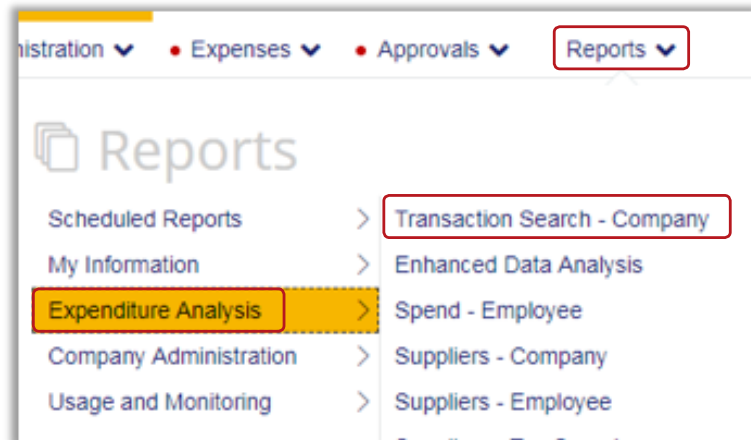 nistration Expenses Approvals Reports
Reports
Scheduled Reports Transaction Search - Company
My Information Enhanced Data Analysis
Expenditure Analysis Spend - Employee
Company Administration Suppliers - Company
Usage and Monitoring Suppliers - Employee